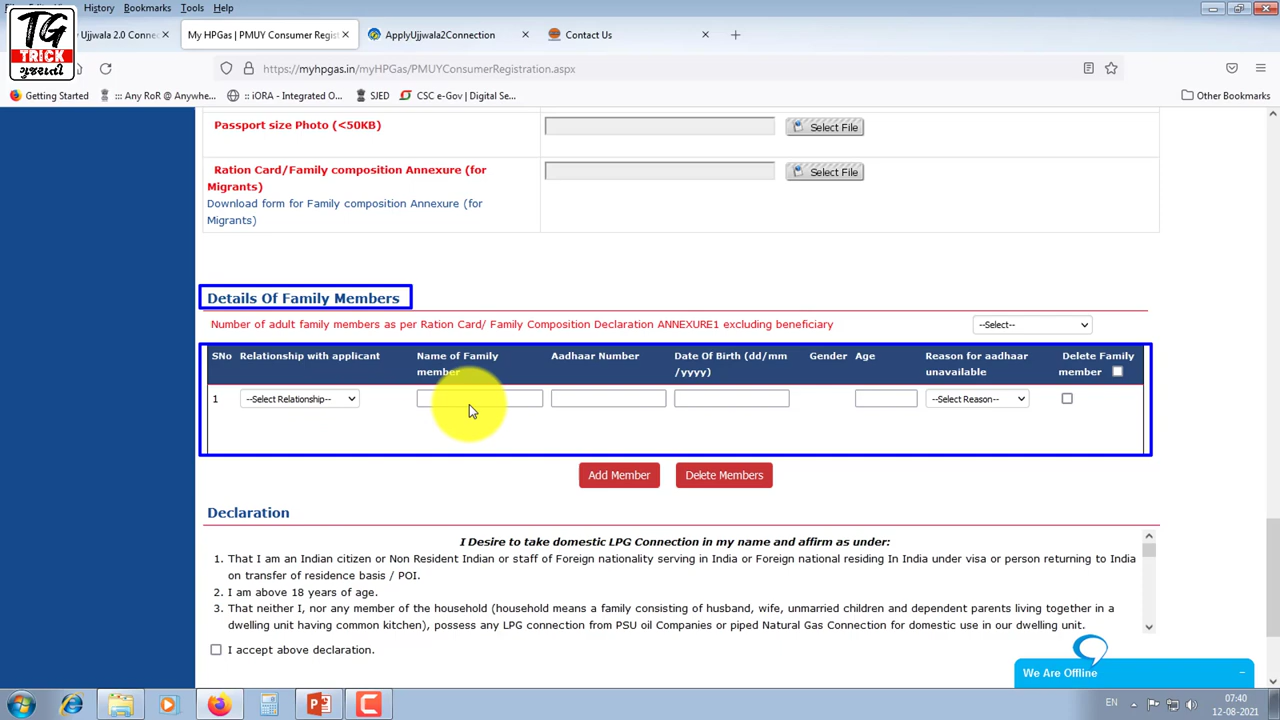 History Bookmarks Tools Help
TG
TRICK
ગુજરાતી
Ujjwala 2.0 Conne
My HPGas | PMUY Consumer Regist
ApplyUjjwala2Connection
Contact Us
https://myhpgas.in/myHPGas/PMUYConsumerRegistration.aspx
Getting Started
::: Any RoR @ Anywhe...
:: iORA - Integrated O...
SJED
CSC e-Gov | Digital Se...
Other Bookmarks
Passport size Photo (<50KB)
Select File
Ration Card/Family composition Annexure (for
Migrants)
Select File
Download form for Family composition Annexure (for
Migrants)
Details Of Family Members
Number of adult family members as per Ration Card/ Family Composition Declaration ANNEXURE1 excluding beneficiary
--Select--
SNo Relationship with applicant
Name of Family
member
Aadhaar Number
Date Of Birth (dd/mm
/yyyy)
Gender
Age
Reason for aadhaar
unavailable
Delete Family
member
1 --Select Relationship-- --Select Reason--
Add Member
Delete Members
Declaration
I Desire to take domestic LPG Connection in my name and affirm as under:
1. That I am an Indian citizen or Non Resident Indian or staff of Foreign nationality serving in India or Foreign national residing In India under visa or person returning to India
on transfer of residence basis / POI.
2. I am above 18 years of age.
3. That neither I, nor any member of the household (household means a family consisting of husband, wife, unmarried children and dependent parents living together in a
dwelling unit having common kitchen), possess any LPG connection from PSU oil Companies or piped Natural Gas Connection for domestic use in our dwelling unit.
I accept above declaration.
We Are Offline
EN
07:40
12-08-2021